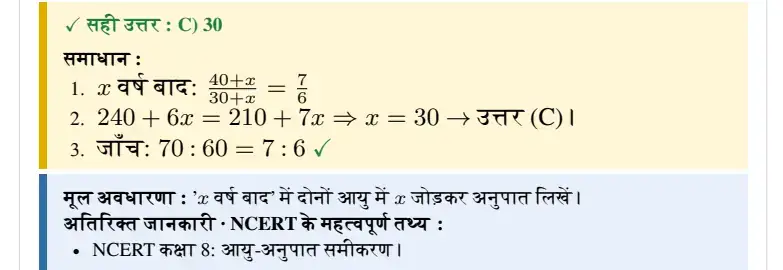 ✓ सही उत्तर : C) 30
समाधान :
1. x वर्ष बाद: \frac{40+x}{30+x} = \frac{7}{6}
2. 240 + 6x = 210 + 7x ⇒ x = 30 → उत्तर (C)।
3. जाँच: 70 : 60 = 7 : 6 ✓
मूल अवधारणा : 'x वर्ष बाद' में दोनों आयु में x जोड़कर अनुपात लिखें।
अतिरिक्त जानकारी · NCERT के महत्वपूर्ण तथ्य :
• NCERT कक्षा 8: आयु-अनुपात समीकरण।